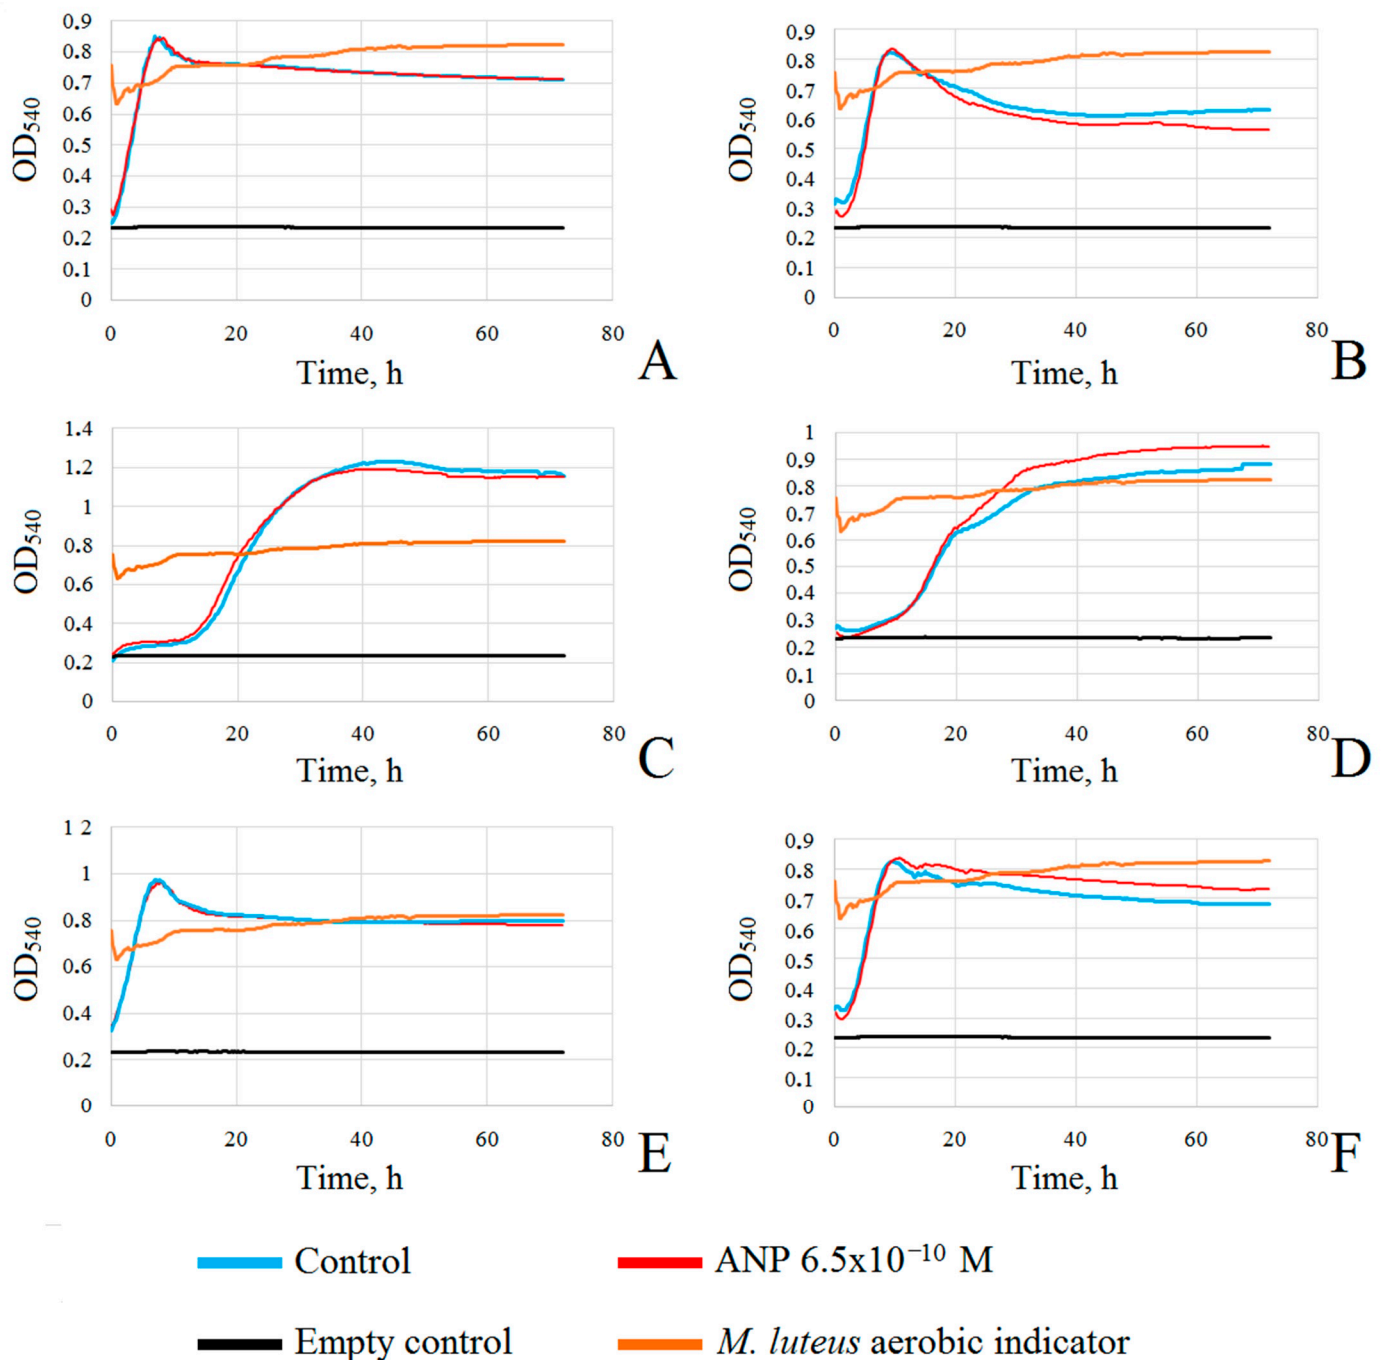 0.9
0.8
0.7
0.6
0.5
0.4
0.3
0.2
0.1
0
OD540
0 20 40 60 80
Time, h
A
0.9
0.8
0.7
0.6
0.5
0.4
0.3
0.2
0.1
0
OD540
0 20 40 60 80
Time, h
B
1.4
1.2
1
0.8
0.6
0.4
0.2
0
OD540
0 20 40 60 80
Time, h
C
1
0.9
0.8
0.7
0.6
0.5
0.4
0.3
0.2
0.1
0
OD540
0 20 40 60 80
Time, h
D
1 2
1
0.8
0.6
0.4
0.2
0
OD540
0 20 40 60 80
Time, h
E
0.9
0.8
0.7
0.6
0.5
0.4
0.3
0.2
0.1
0
OD540
0 20 40 60 80
Time, h
F
Control
ANP 6.5x10⁻¹⁰ M
Empty control
M. luteus aerobic indicator